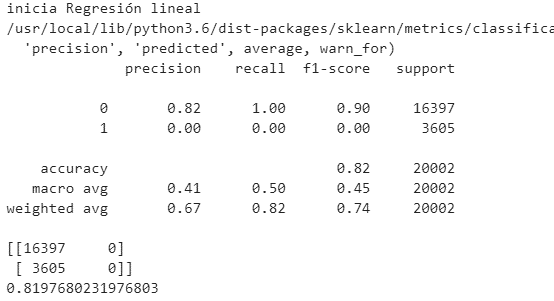 inicia Regresión lineal
/usr/local/lib/python3.6/dist-packages/sklearn/metrics/classifica
'precision', 'predicted', average, warn_for)
precision recall f1-score support
0 0.82 1.00 0.90 16397
1 0.00 0.00 0.00 3605
accuracy 0.82 20002
macro avg 0.41 0.50 0.45 20002
weighted avg 0.67 0.82 0.74 20002
[[16397 0]
[ 3605 0]]
0.8197680231976803